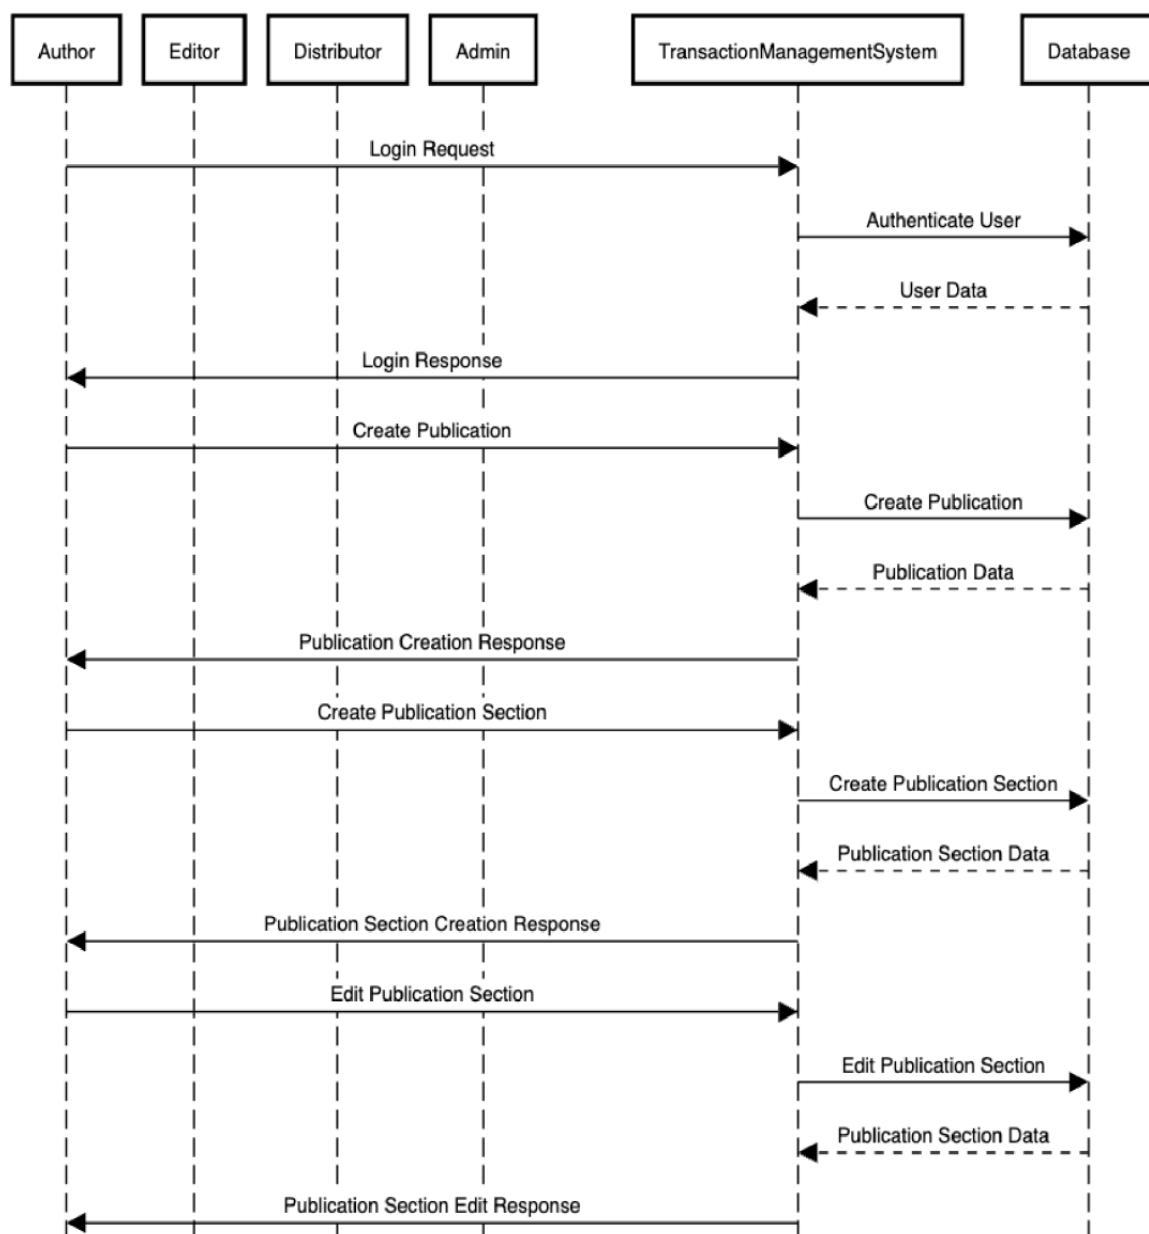 Author
Editor
Distributor
Admin
TransactionManagementSystem
Database
Login Request
Authenticate User
User Data
Login Response
Create Publication
Create Publication
Publication Data
Publication Creation Response
Create Publication Section
Create Publication Section
Publication Section Data
Publication Section Creation Response
Edit Publication Section
Edit Publication Section
Publication Section Data
Publication Section Edit Response